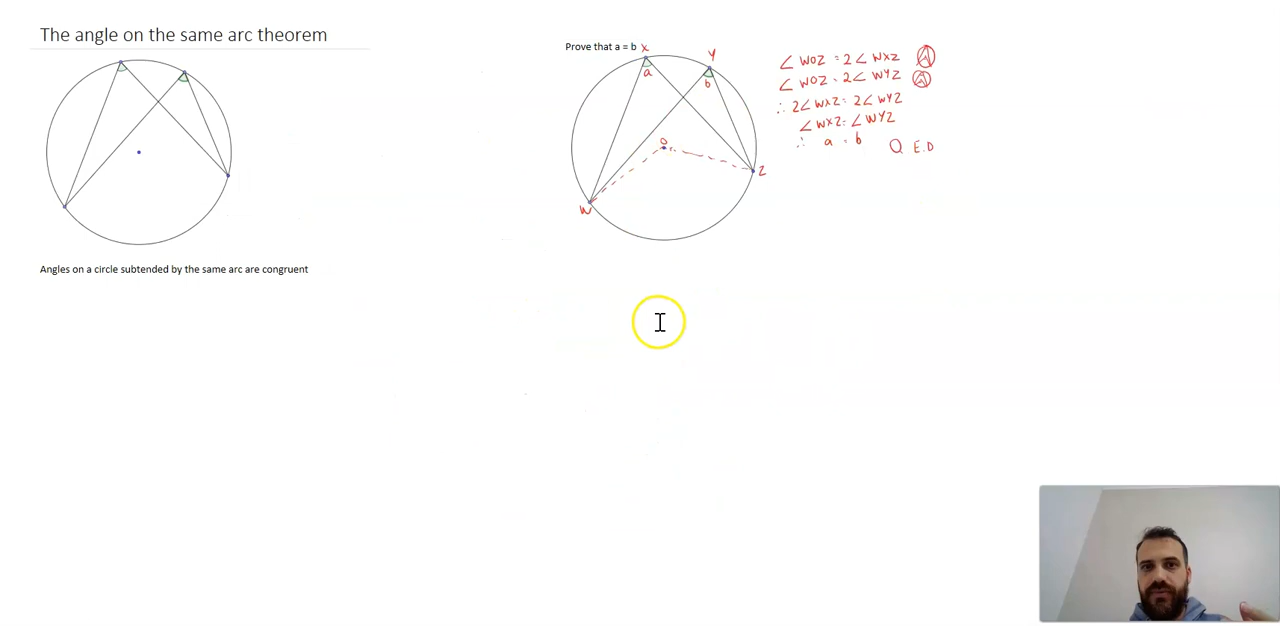 The angle on the same arc theorem
Angles on a circle subtended by the same arc are congruent
Prove that a = b
X
Y
a
b
O
Z
W
∠ WOZ = 2∠ WXZ
∠ WOZ = 2∠ WYZ
∴ 2∠ WXZ = 2∠ WYZ
∠ WXZ = ∠ WYZ
∴ a = b Q.E.D